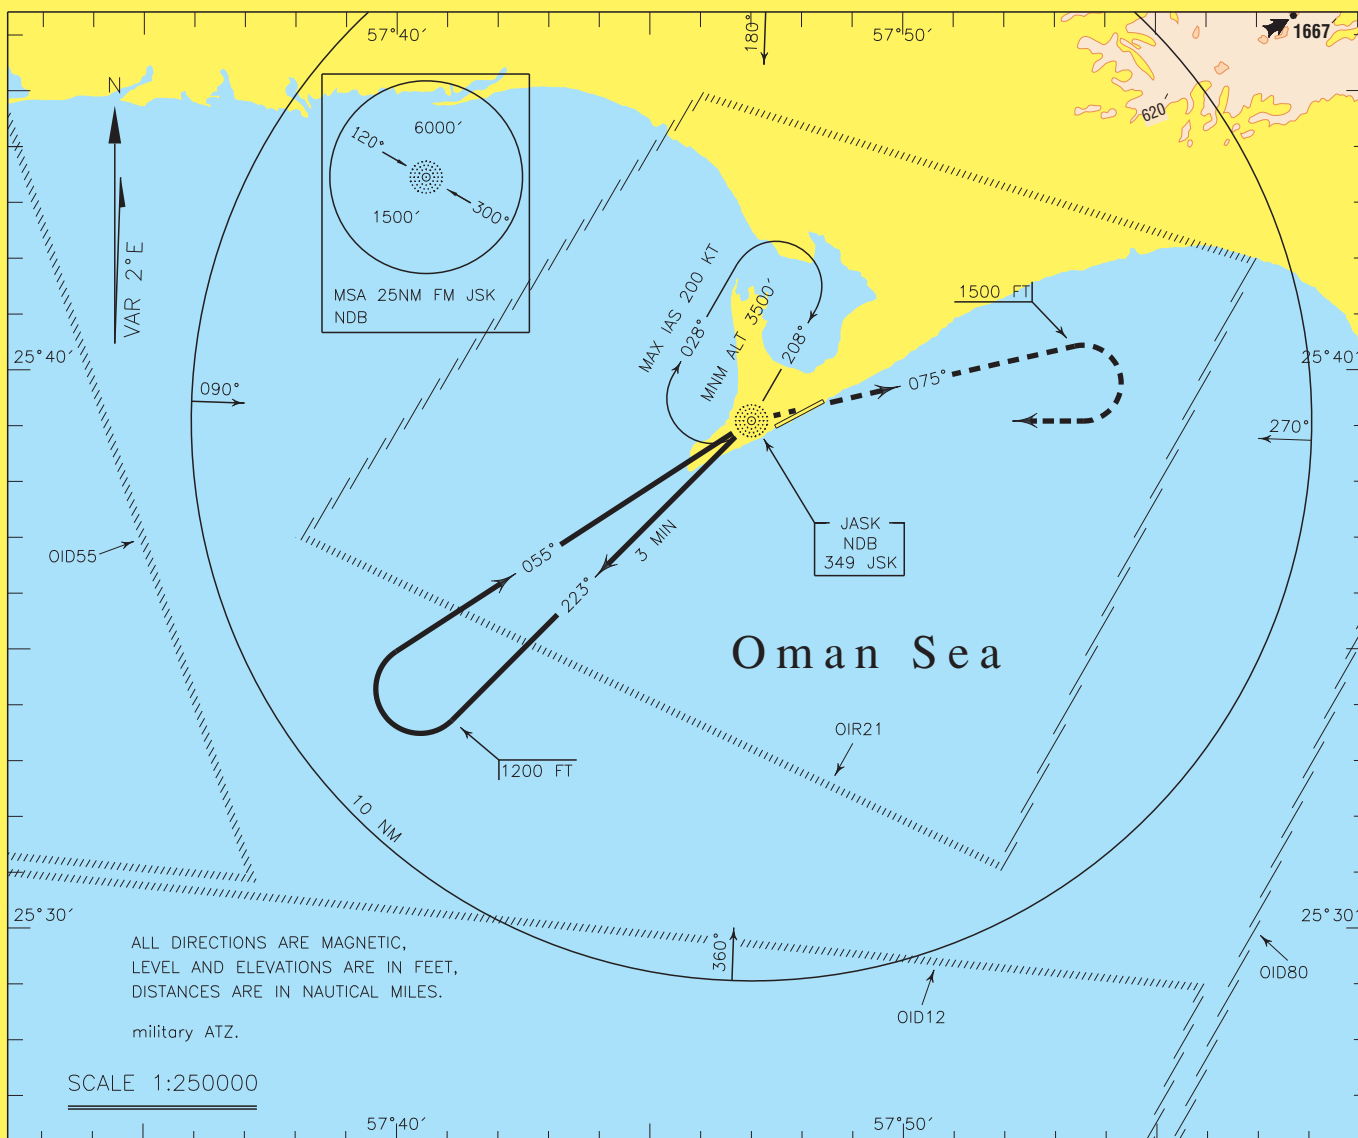 57°40′
180°
57°50′
1667′
620′
N
VAR 2°E
120°
6000′
1500′
300°
MSA 25NM FM JSK
NDB
MAX IAS 200 KT
028°
MNM ALT 3500′
208°
1500 FT
075°
25°40′
25°40′
090°
270°
JASK
NDB
349 JSK
OID55
055°
3 MIN
223°
Oman Sea
OIR21
1200 FT
10 NM
25°30′
25°30′
360°
ALL DIRECTIONS ARE MAGNETIC,
LEVEL AND ELEVATIONS ARE IN FEET,
DISTANCES ARE IN NAUTICAL MILES.
military ATZ.
OID80
OID12
SCALE 1:250000
57°40′
57°50′